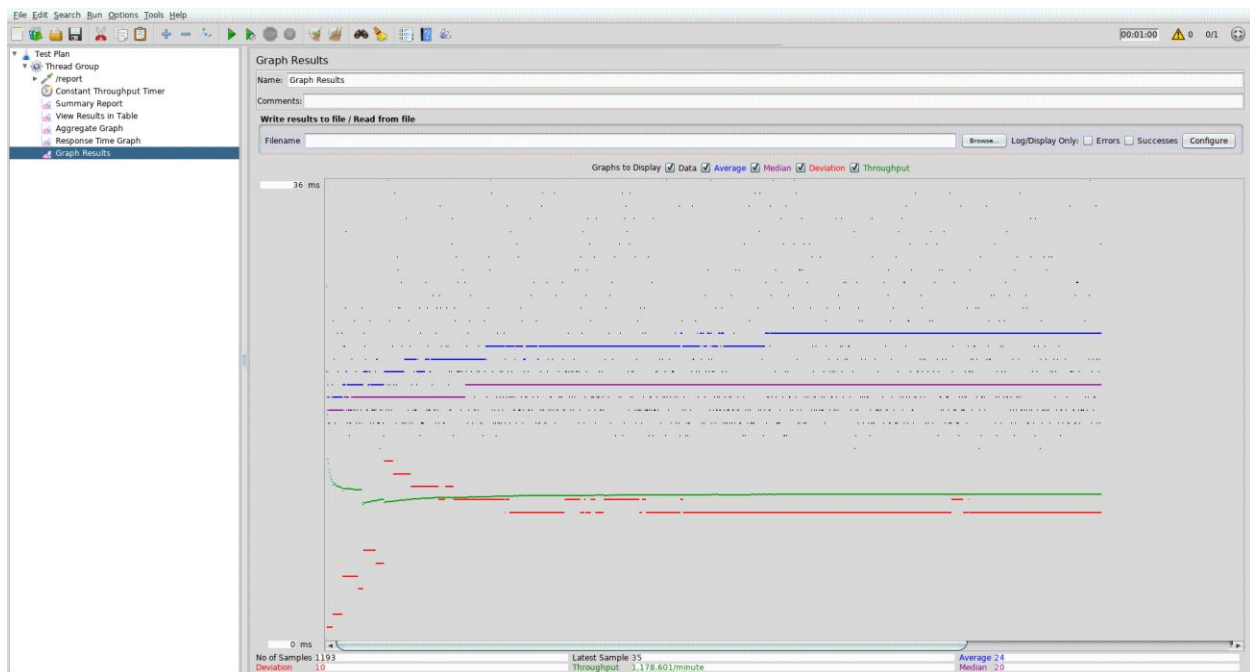 File Edit Search Run Options Tools Help
00:01:00 0 0/1
Test Plan
Thread Group
/report
Constant Throughput Timer
Summary Report
View Results in Table
Aggregate Graph
Response Time Graph
Graph Results
Graph Results
Name: Graph Results
Comments:
Write results to file / Read from file
Filename Browse... Log/Display Only: Errors Successes Configure
Graphs to Display Data Average Median Deviation Throughput
36 ms
0 ms
No of Samples 1193 Latest Sample 35 Average 24
Deviation 10 Throughput 1,178.601/minute Median 20